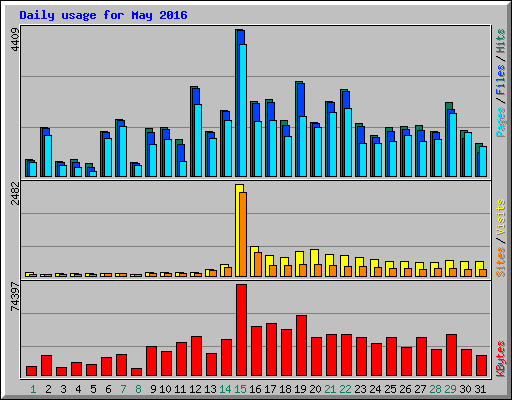 Daily usage for May 2016
4409
Pages / Files / Hits
2482
Sites / Visits
74397
KBytes
1 2 3 4 5 6 7 8 9 10 11 12 13 14 15 16 17 18 19 20 21 22 23 24 25 26 27 28 29 30 31